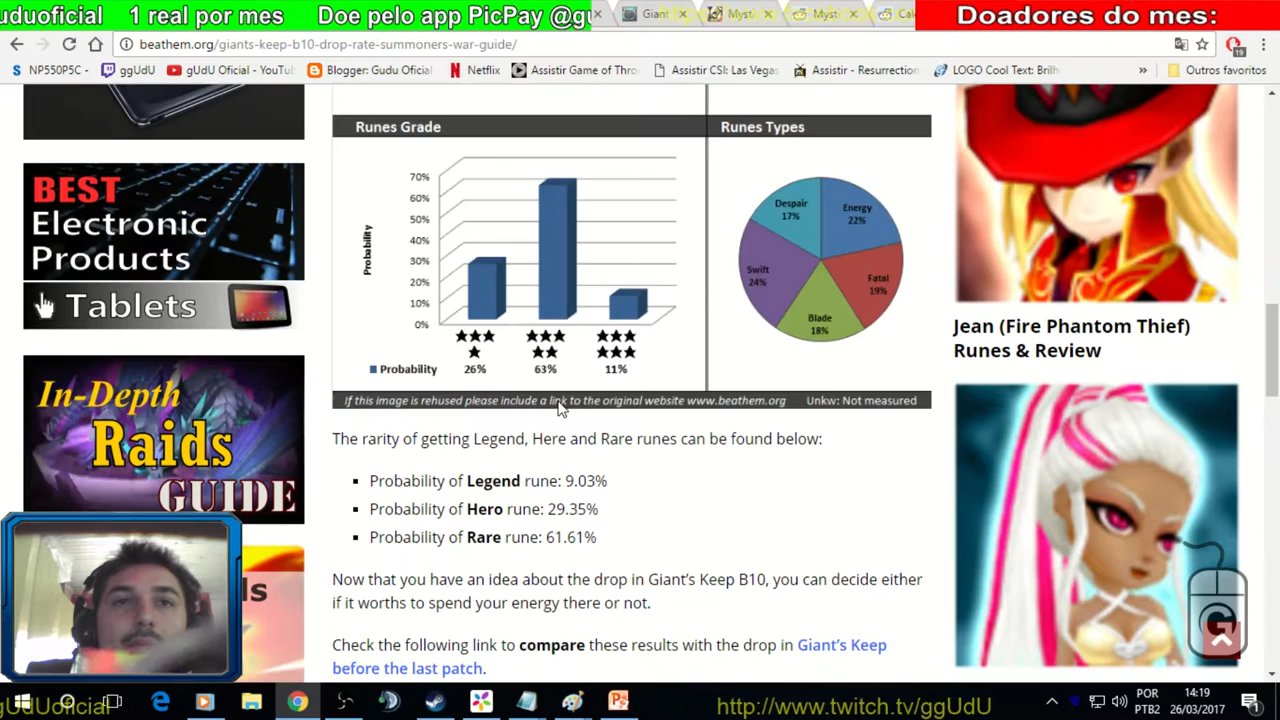 uduoficial
1 real por mes
Doe pelo app PicPay @gu
Doadores do mes:
Giant
Mysti
Myst
Cal
beathem.org/giants-keep-b10-drop-rate-summoners-war-guide/
19
NP550P5C -
ggUdU
gUdU Oficial - YouTu
Blogger: Gudu Oficial
Netflix
Assistir Game of Thro
Assistir CSI: Las Vegas
Assistir - Resurrection
LOGO Cool Text: Brilh
»
Outros favoritos
Runes Grade
Runes Types
70%
60%
50%
40%
30%
20%
10%
0%
Probability
Probability
26%
63%
11%
Despair
17%
Energy
22%
Swift
24%
Fatal
19%
Blade
18%
If this image is rehused please include a link to the original website www.beathem.org
Unkw: Not measured
BEST
Electronic
Products
Tablets
In-Depth
Raids
GUIDE
The rarity of getting Legend, Here and Rare runes can be found below:
Probability of Legend rune: 9.03%
Probability of Hero rune: 29.35%
Probability of Rare rune: 61.61%
Now that you have an idea about the drop in Giant's Keep B10, you can decide either
if it worths to spend your energy there or not.
Check the following link to compare these results with the drop in Giant's Keep
before the last patch.
Jean (Fire Phantom Thief)
Runes & Review
G
gUdUoficial
http://www.twitch.tv/ggUdU
POR
PTB2
14:19
26/03/2017
1